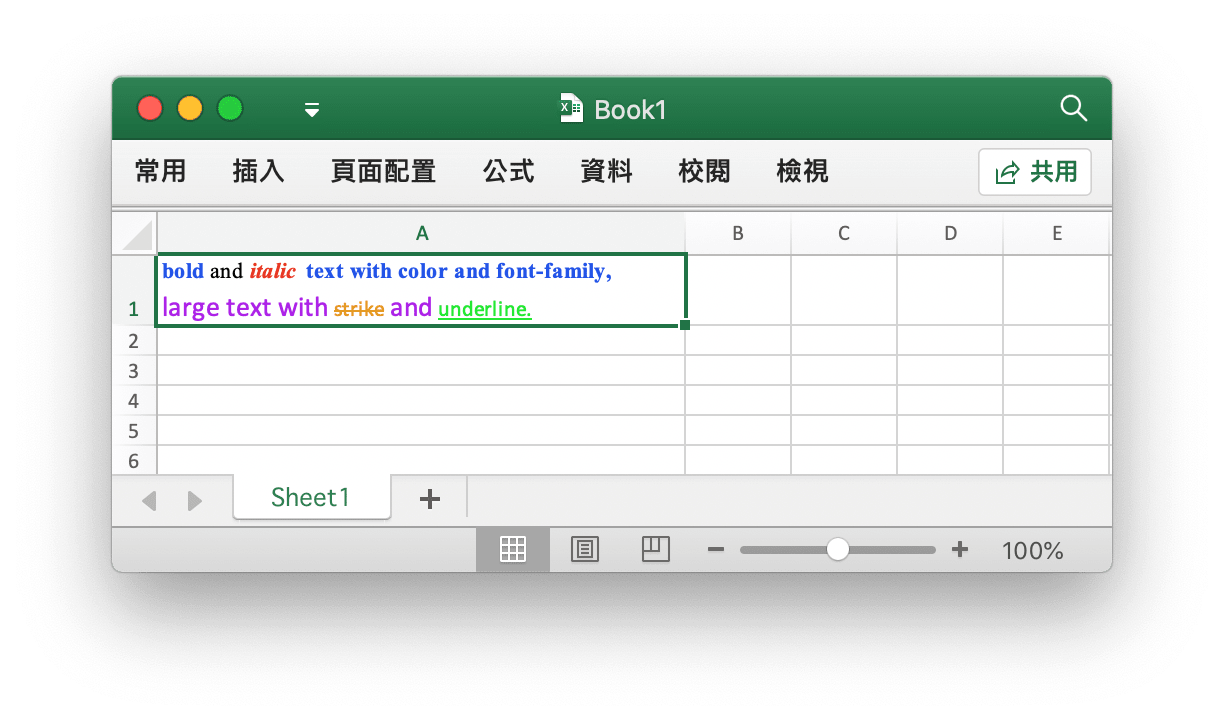 Book1
常用 插入 頁面配置 公式 資料 校閱 檢視 共用
A B C D E
bold and italic text with color and font-family,
1 large text with strike and underline.
2
3
4
5
6
Sheet1
100%